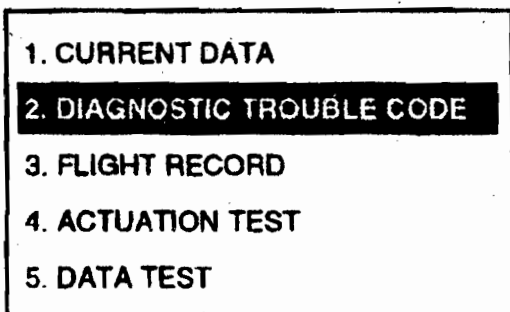 1. CURRENT DATA
2. DIAGNOSTIC TROUBLE CODE
3. FLIGHT RECORD
4. ACTUATION TEST
5. DATA TEST